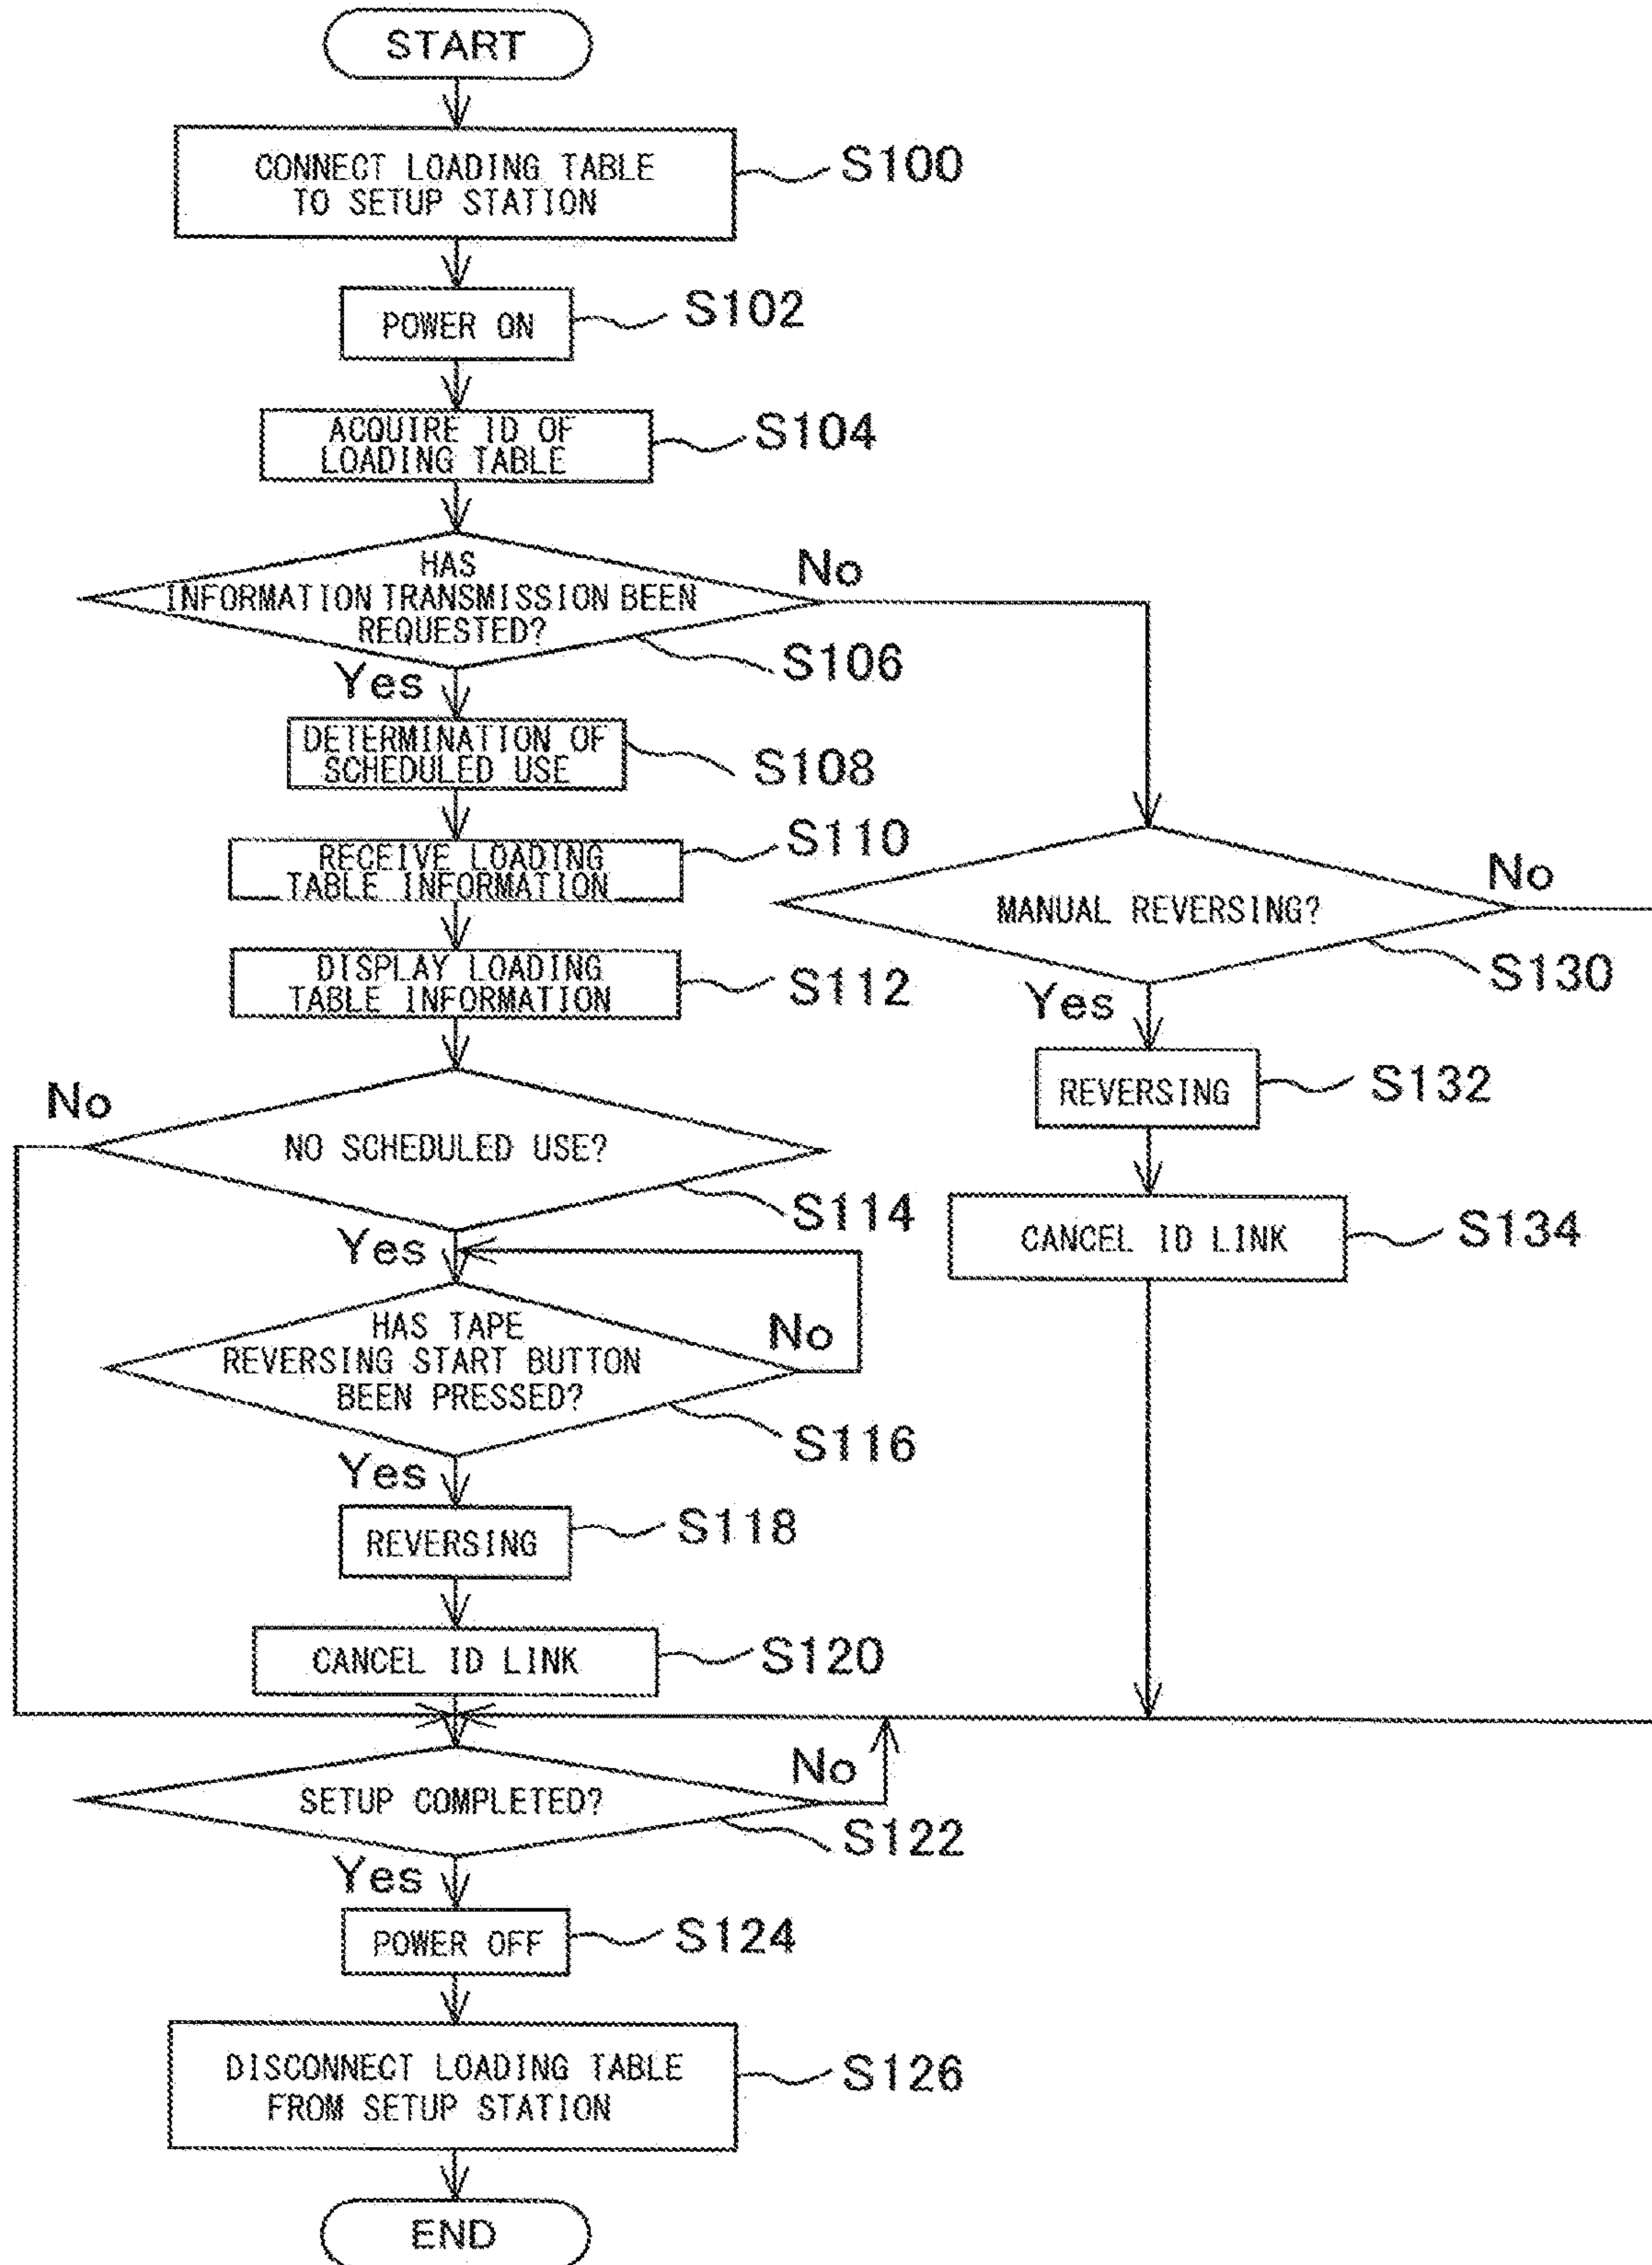 START
CONNECT LOADING TABLE
TO SETUP STATION
S100
POWER ON
S102
ACQUIRE ID OF
LOADING TABLE
S104
HAS
INFORMATION TRANSMISSION BEEN
REQUESTED?
No
S106
Yes
DETERMINATION OF
SCHEDULED USE
S108
RECEIVE LOADING
TABLE INFORMATION
S110
DISPLAY LOADING
TABLE INFORMATION
S112
No
NO SCHEDULED USE?
S114
Yes
HAS TAPE
REVERSING START BUTTON
BEEN PRESSED?
No
S116
Yes
REVERSING
S118
CANCEL ID LINK
S120
MANUAL REVERSING?
No
S130
Yes
REVERSING
S132
CANCEL ID LINK
S134
SETUP COMPLETED?
No
S122
Yes
POWER OFF
S124
DISCONNECT LOADING TABLE
FROM SETUP STATION
S126
END